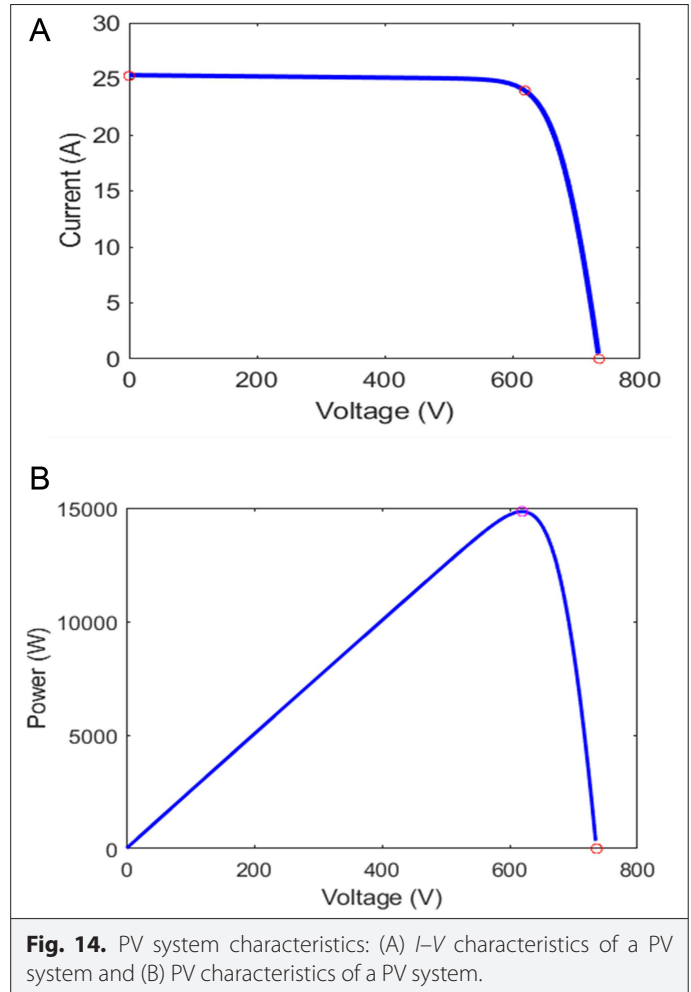 A
30
25
20
15
10
5
0
Current (A)
0 200 400 600 800
Voltage (V)
B
15000
10000
5000
0
Power (W)
0 200 400 600 800
Voltage (V)
Fig. 14. PV system characteristics: (A) I–V characteristics of a PV
system and (B) PV characteristics of a PV system.